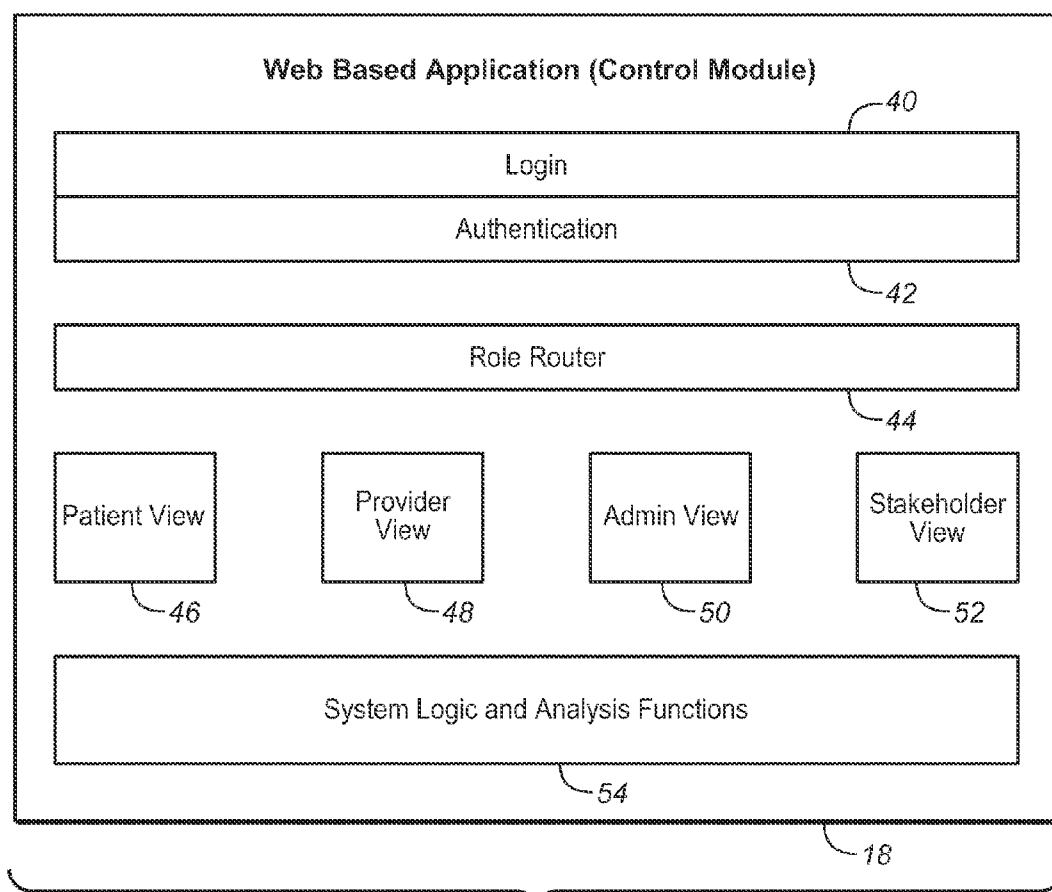 Web Based Application (Control Module)
40
Login
Authentication
42
Role Router
44
Patient View
Provider
View
Admin View
Stakeholder
View
46
48
50
52
System Logic and Analysis Functions
54
18